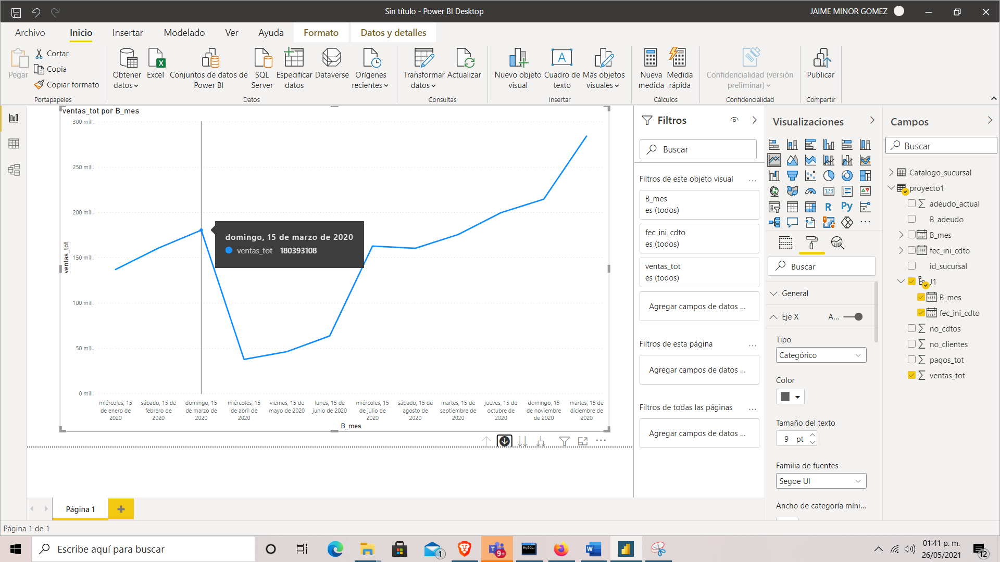 Sin título - Power BI Desktop
JAIME MINOR GOMEZ
Archivo Inicio Insertar Modelado Ver Ayuda Formato Datos y detalles
Pegar
Cortar
Copia
Copiar formato
Portapapeles
Obtener datos
Excel
Conjuntos de datos de Power BI
SQL Server
Especificar datos
Dataverse
Orígenes recientes
Datos
Transformar datos
Actualizar
Consultas
Nuevo objeto visual
Cuadro de texto
Más objetos visuales
Insertar
Nueva medida
Medida rápida
Cálculos
Confidencialidad (versión preliminar)
Confidencialidad
Publicar
Compartir
ventas_tot por B_mes
300 mill.
250 mill.
200 mill.
150 mill.
100 mill.
50 mill.
0 mill.
ventas_tot
domingo, 15 de marzo de 2020
ventas_tot 180393108
miércoles, 15 de enero de 2020
sábado, 15 de febrero de 2020
domingo, 15 de marzo de 2020
miércoles, 15 de abril de 2020
viernes, 15 de mayo de 2020
lunes, 15 de junio de 2020
miércoles, 15 de julio de 2020
sábado, 15 de agosto de 2020
martes, 15 de septiembre de 2020
jueves, 15 de octubre de 2020
domingo, 15 de noviembre de 2020
martes, 15 de diciembre de 2020
B_mes
Filtros
Buscar
Filtros de este objeto visual ...
B_mes
es (todos)
fec_ini_cdto
es (todos)
ventas_tot
es (todos)
Agregar campos de datos ...
Filtros de esta página ...
Agregar campos de datos ...
Filtros de todas las páginas ...
Agregar campos de datos ...
Visualizaciones
123
R
Py
...
Buscar
General
Eje X A...
Tipo
Categórico
Color
Tamaño del texto
9 pt
Familia de fuentes
Segoe UI
Ancho de categoría míni...
Campos
Buscar
Catalogo_sucursal
proyecto1
adeudo_actual
B_adeudo
B_mes
fec_ini_cdto
id_sucursal
J1
B_mes
fec_ini_cdto
no_cdtos
no_clientes
pagos_tot
ventas_tot
Página 1
Página 1 de 1
Escribe aquí para buscar
1
9+
MySQL
W
01:41 p. m.
26/05/2021
12